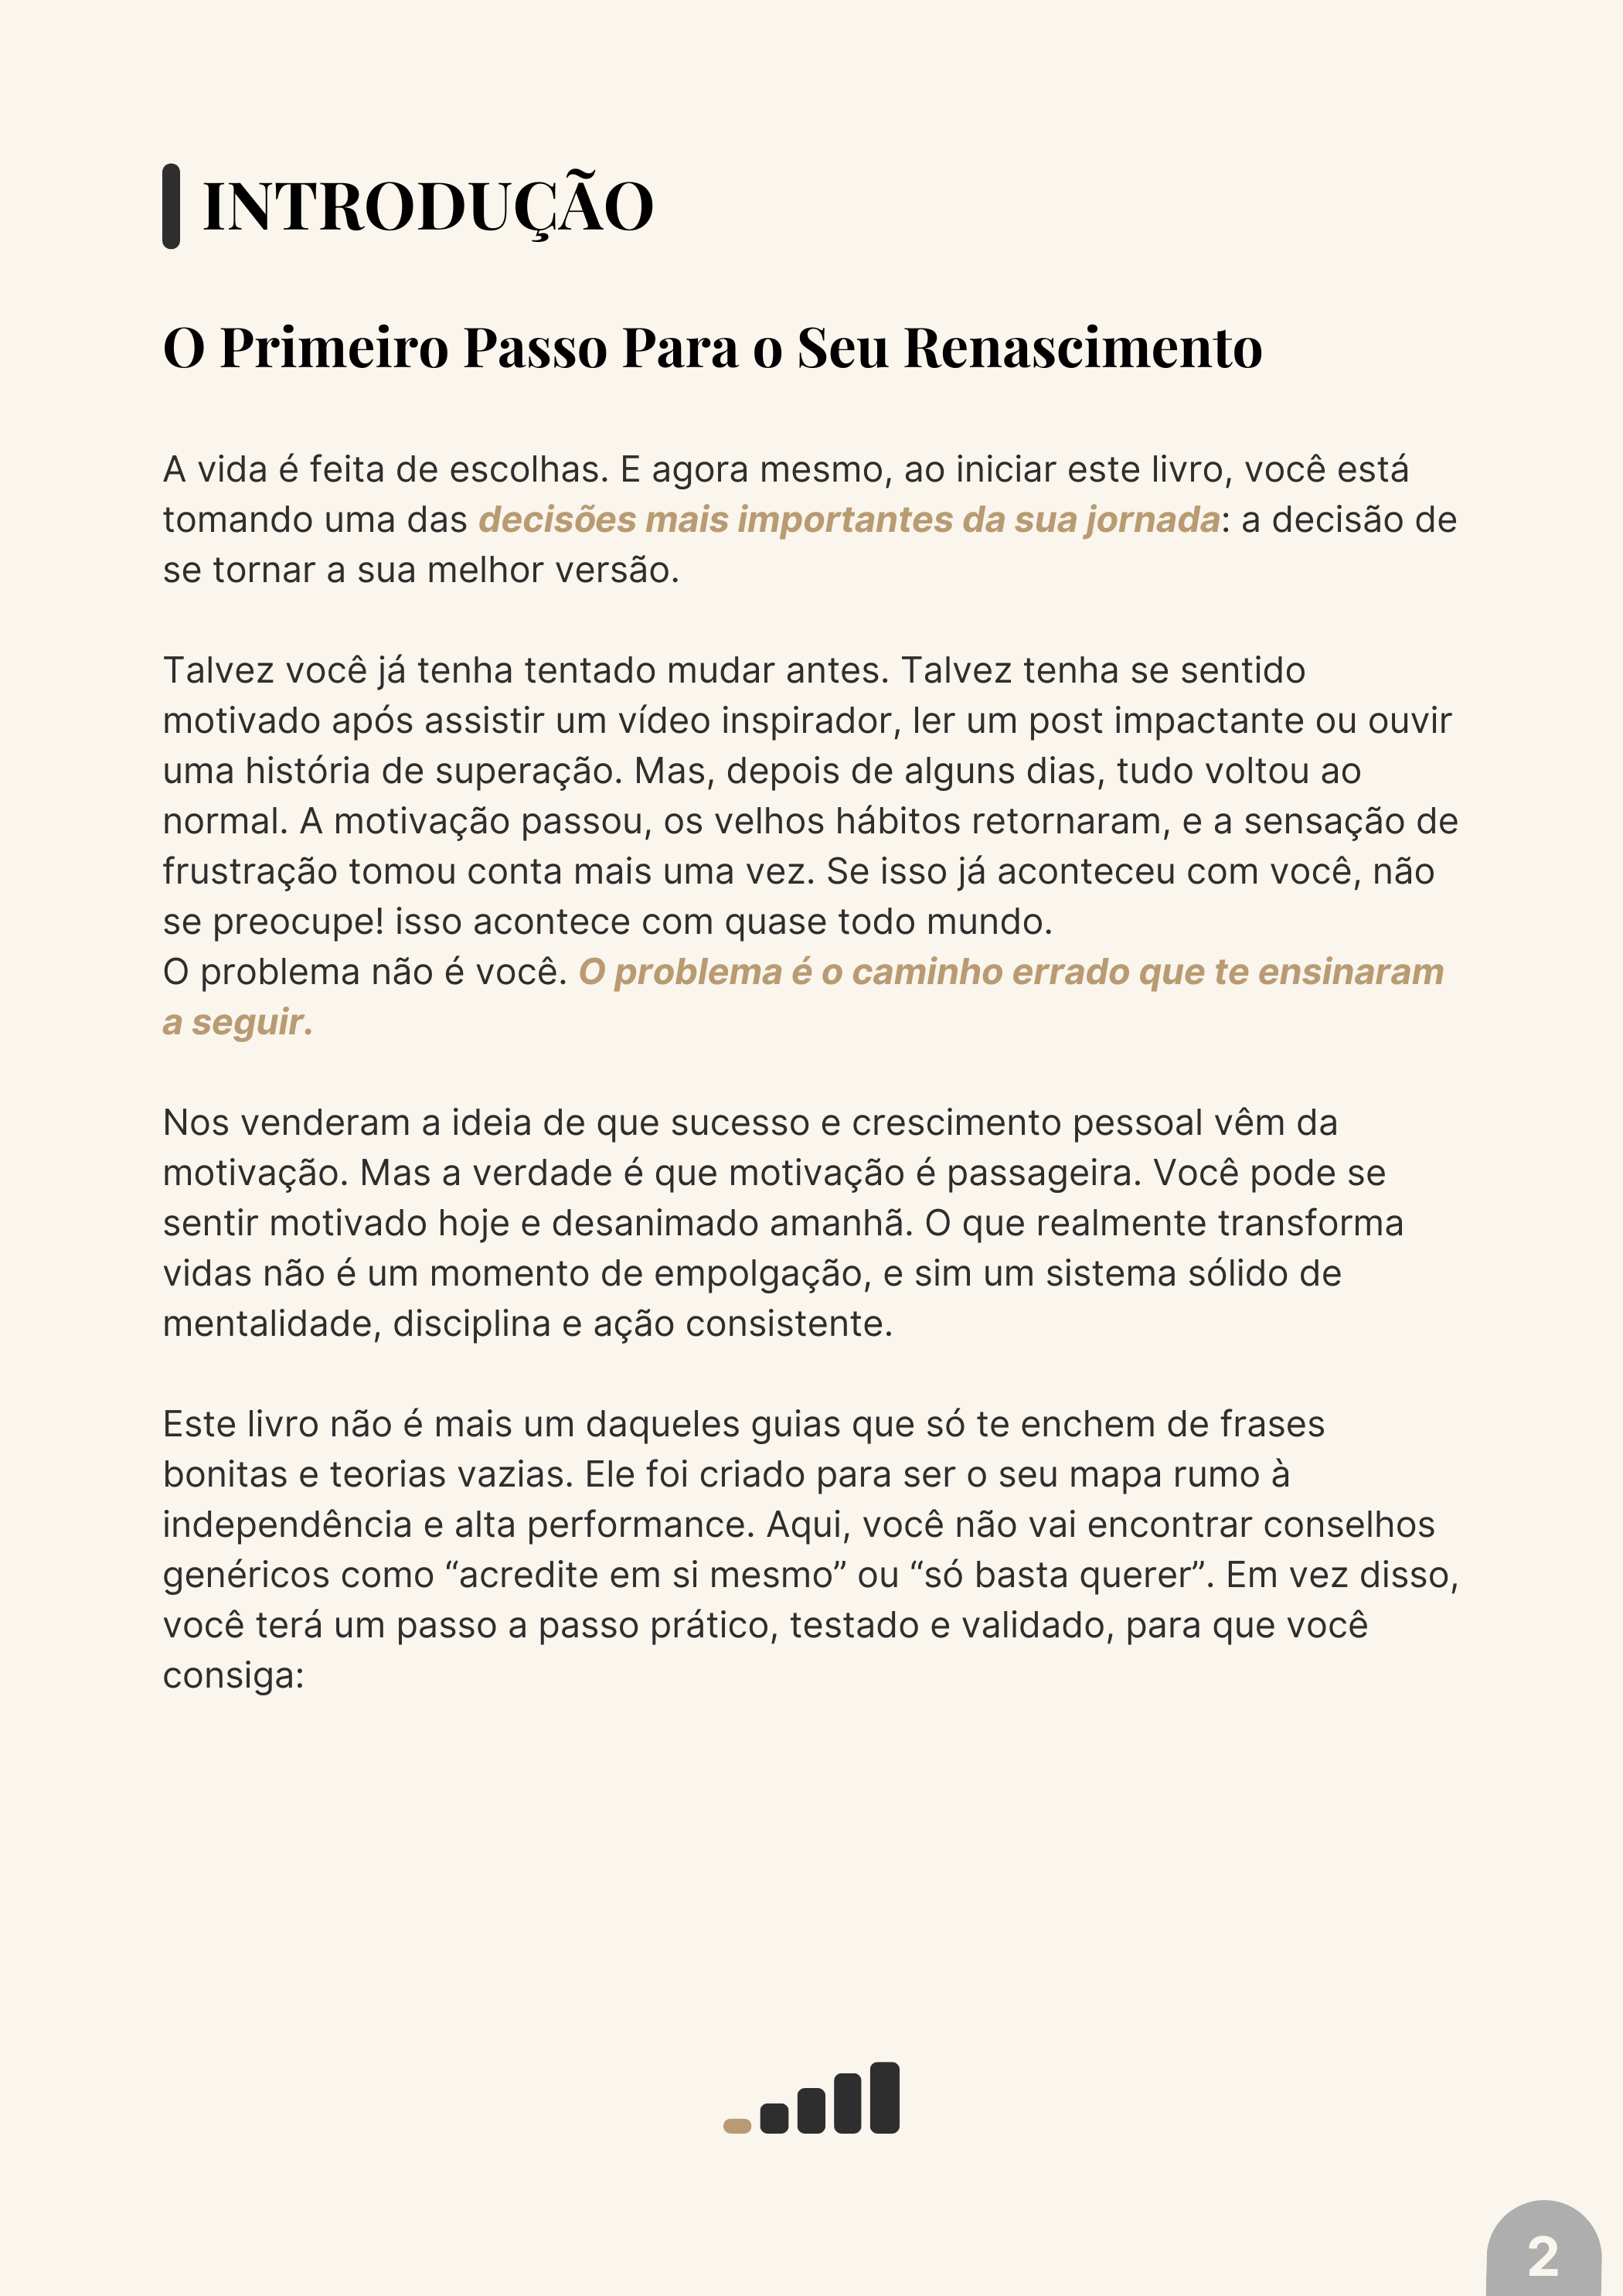 INTRODUÇÃO
O Primeiro Passo Para o Seu Renascimento
A vida é feita de escolhas. E agora mesmo, ao iniciar este livro, você está
tomando uma das decisões mais importantes da sua jornada: a decisão de
se tornar a sua melhor versão.
Talvez você já tenha tentado mudar antes. Talvez tenha se sentido
motivado após assistir um vídeo inspirador, ler um post impactante ou ouvir
uma história de superação. Mas, depois de alguns dias, tudo voltou ao
normal. A motivação passou, os velhos hábitos retornaram, e a sensação de
frustração tomou conta mais uma vez. Se isso já aconteceu com você, não
se preocupe! isso acontece com quase todo mundo.
O problema não é você. O problema é o caminho errado que te ensinaram
a seguir.
Nos venderam a ideia de que sucesso e crescimento pessoal vêm da
motivação. Mas a verdade é que motivação é passageira. Você pode se
sentir motivado hoje e desanimado amanhã. O que realmente transforma
vidas não é um momento de empolgação, e sim um sistema sólido de
mentalidade, disciplina e ação consistente.
Este livro não é mais um daqueles guias que só te enchem de frases
bonitas e teorias vazias. Ele foi criado para ser o seu mapa rumo à
independência e alta performance. Aqui, você não vai encontrar conselhos
genéricos como “acredite em si mesmo” ou “só basta querer”. Em vez disso,
você terá um passo a passo prático, testado e validado, para que você
consiga:
2